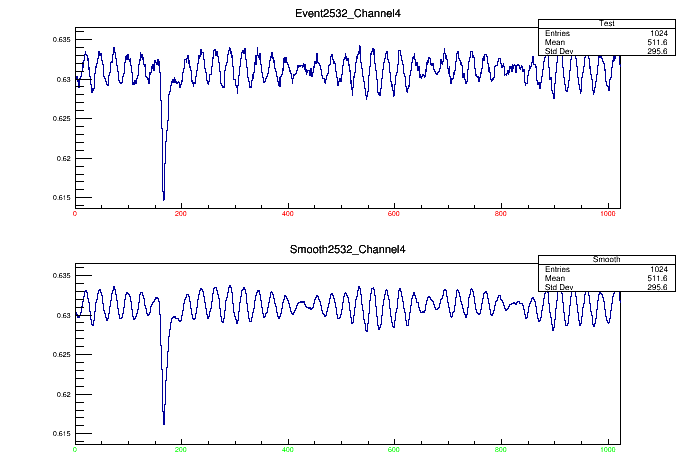 Event2532_Channel4
Test
Entries 1024
Mean 511.6
Std Dev 295.6
0.635
0.63
0.625
0.62
0.615
0 200 400 600 800 1000
Smooth2532_Channel4
Smooth
Entries 1024
Mean 511.6
Std Dev 295.6
0.635
0.63
0.625
0.62
0.615
0 200 400 600 800 1000